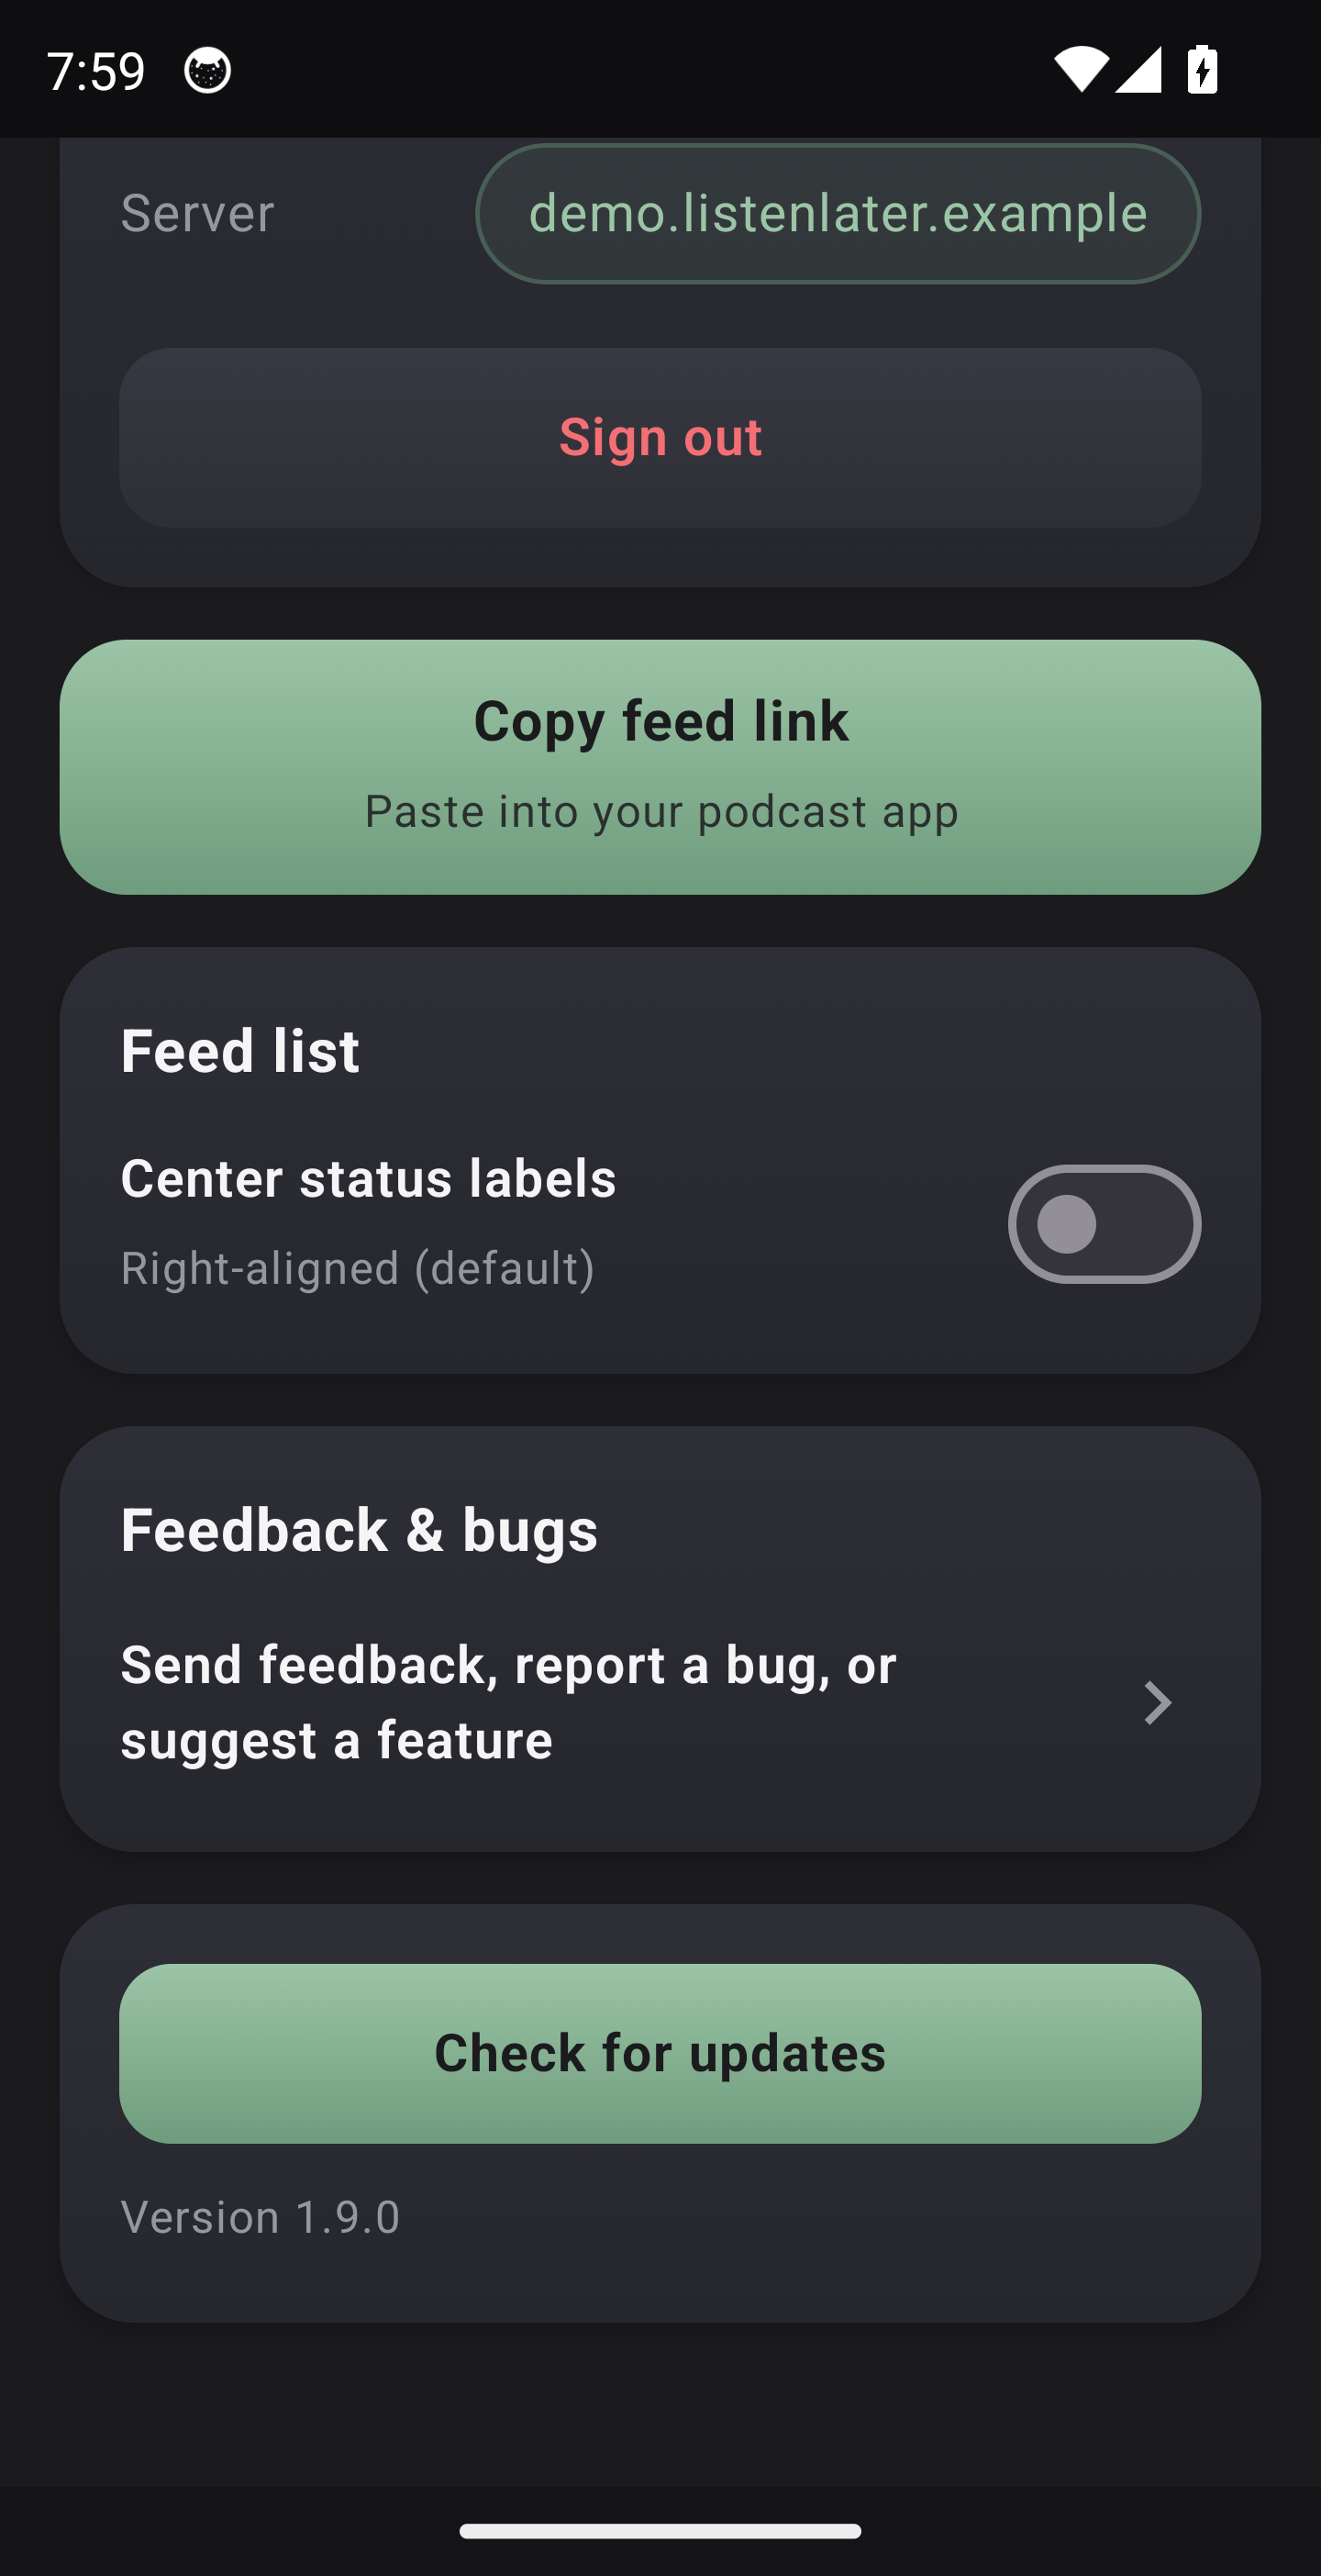 7:59
Server
demo.listenlater.example
Sign out
Copy feed link
Paste into your podcast app
Feed list
Center status labels
Right-aligned (default)
Feedback & bugs
Send feedback, report a bug, or
suggest a feature
Check for updates
Version 1.9.0